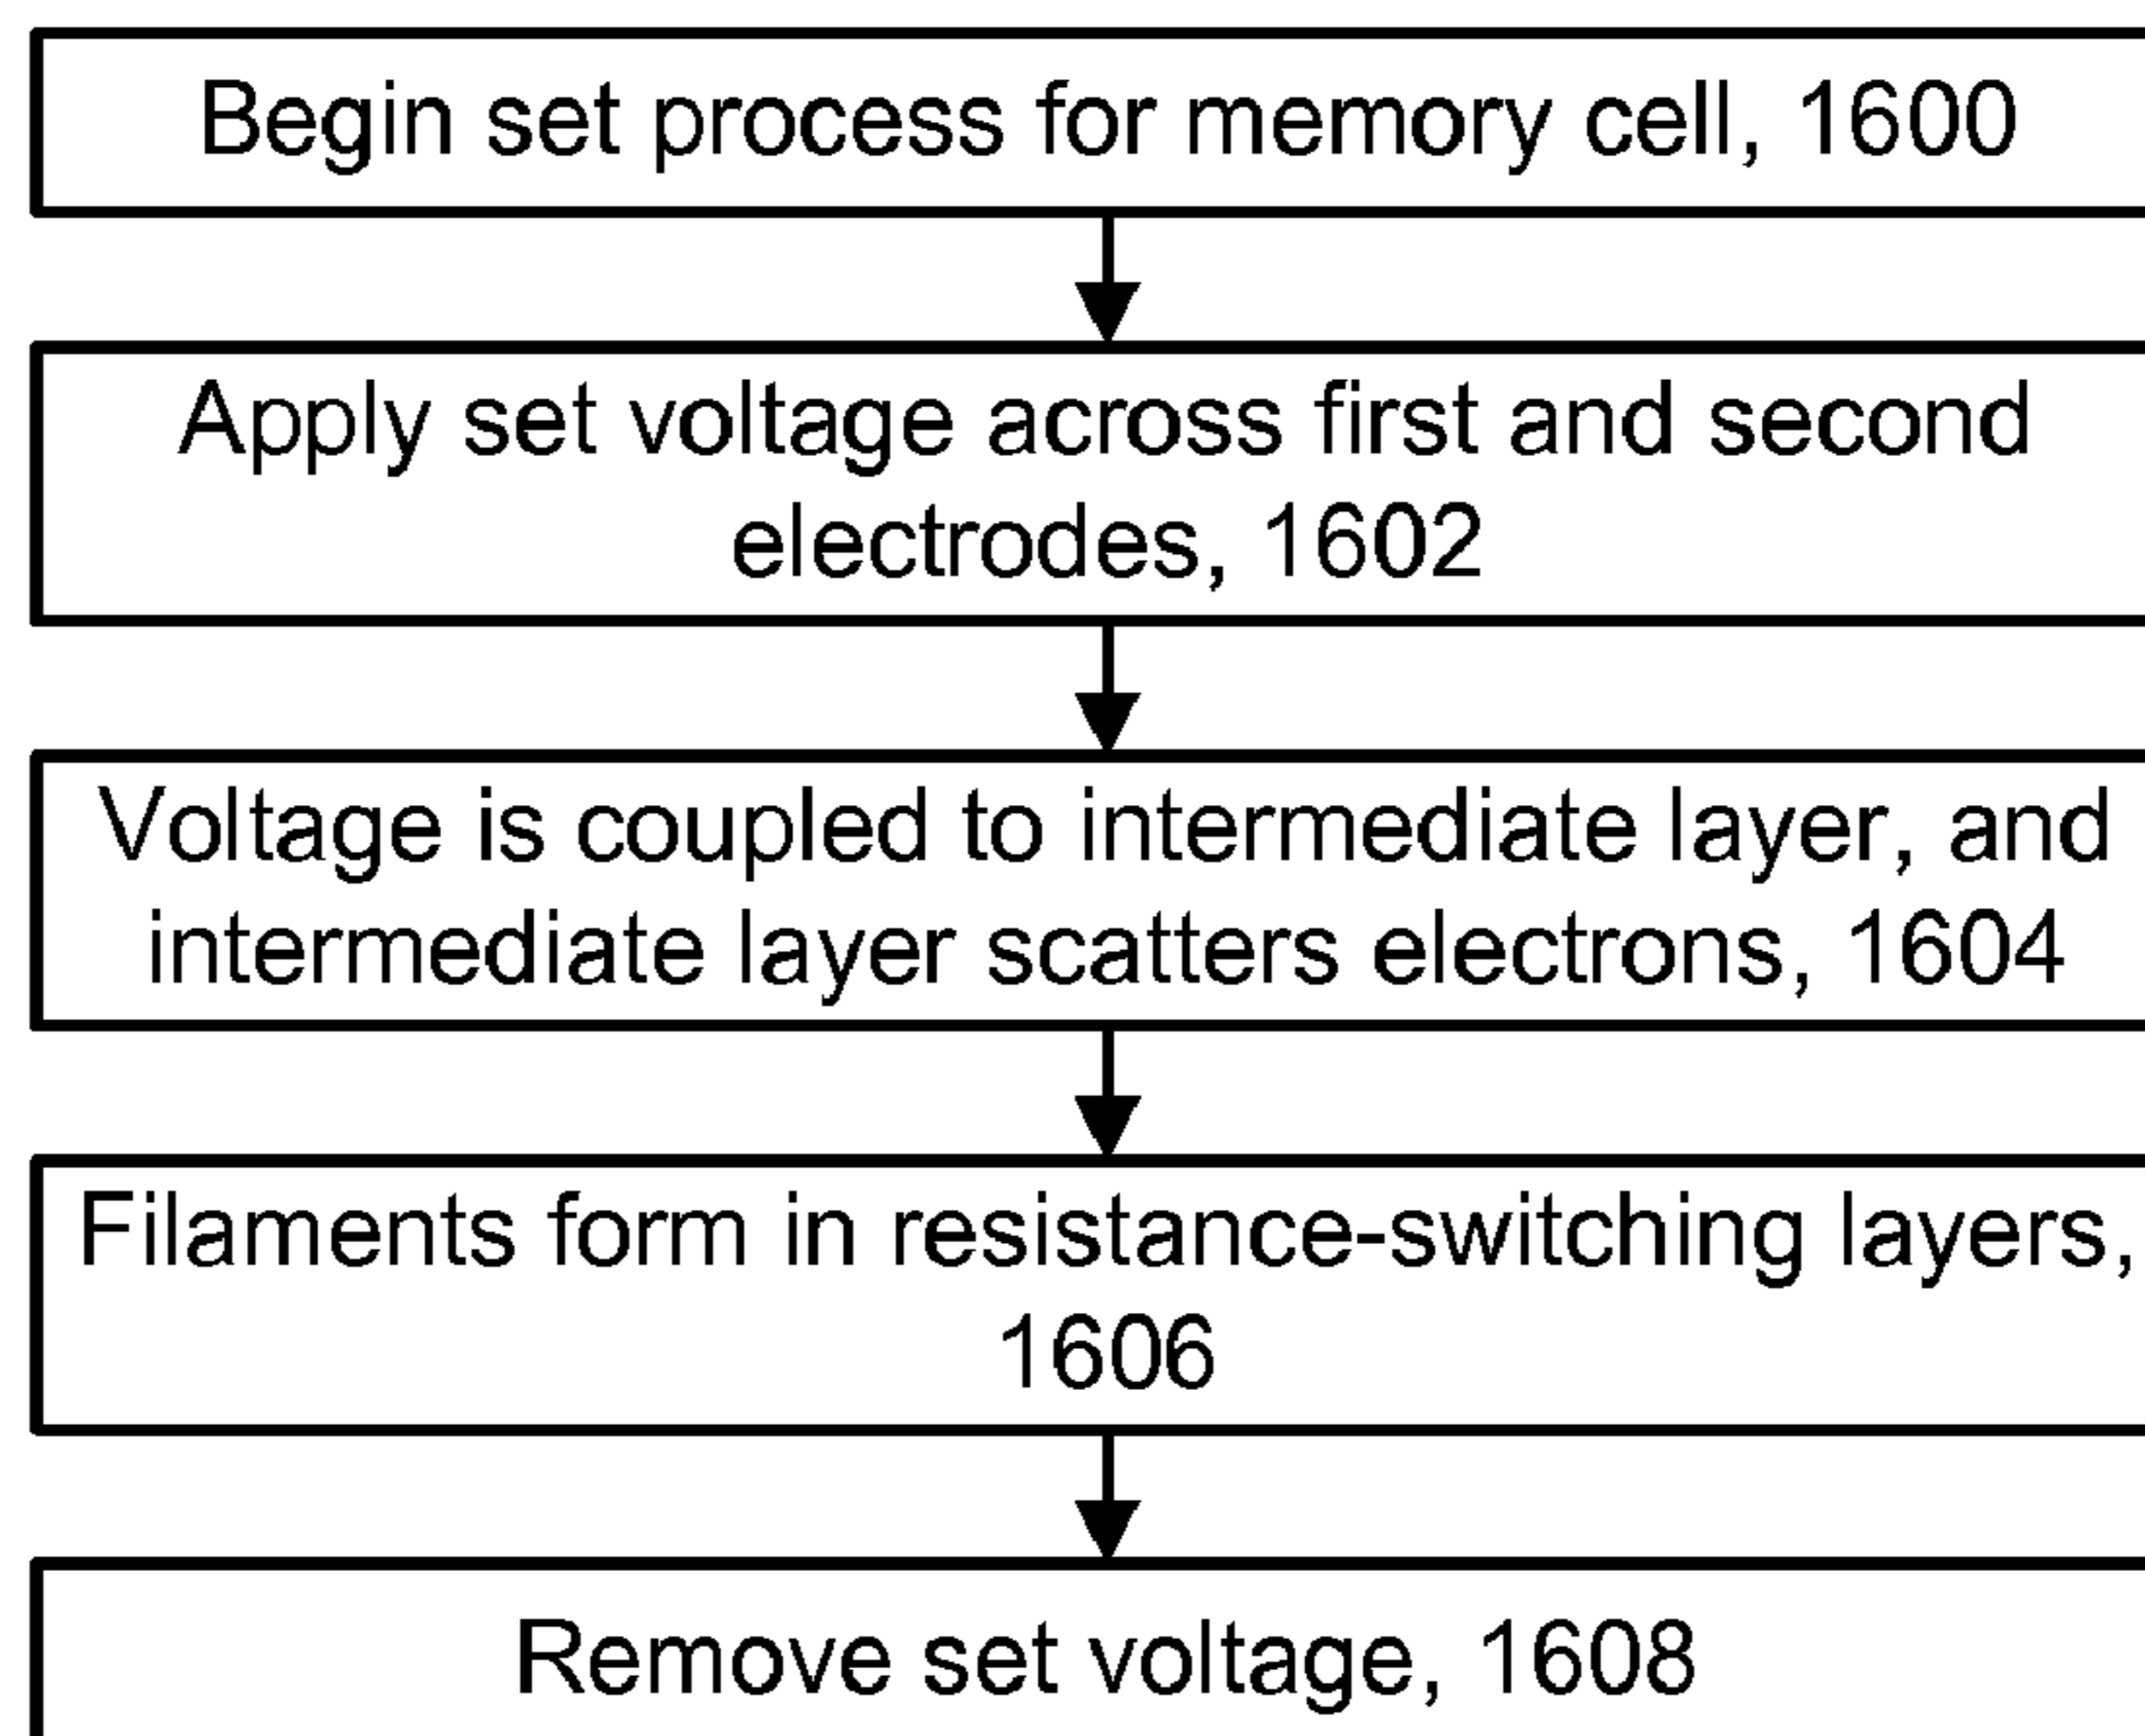 Begin set process for memory cell, 1600
Apply set voltage across first and second
electrodes, 1602
Voltage is coupled to intermediate layer, and
intermediate layer scatters electrons, 1604
Filaments form in resistance-switching layers,
1606
Remove set voltage, 1608